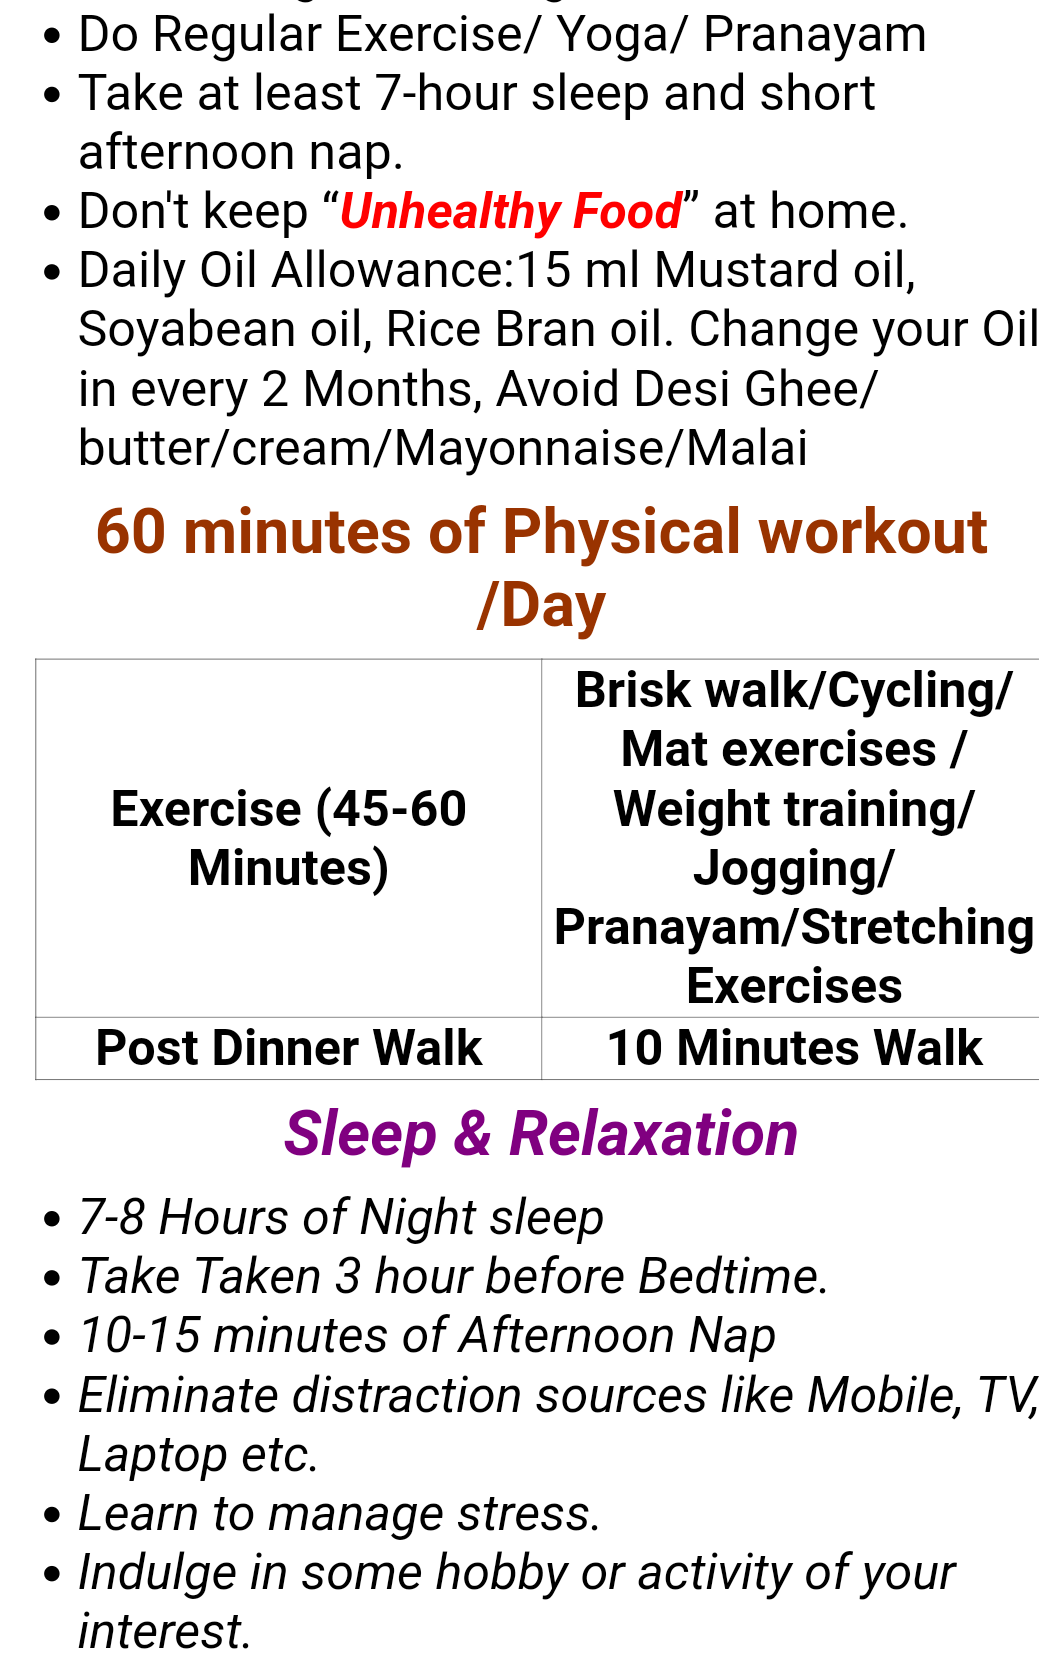 • Do Regular Exercise/ Yoga/ Pranayam
• Take at least 7-hour sleep and short
afternoon nap.
• Don't keep “Unhealthy Food” at home.
• Daily Oil Allowance:15 ml Mustard oil,
Soyabean oil, Rice Bran oil. Change your Oil
in every 2 Months, Avoid Desi Ghee/
butter/cream/Mayonnaise/Malai
60 minutes of Physical workout
/Day
Exercise (45-60
Minutes)
Brisk walk/Cycling/
Mat exercises /
Weight training/
Jogging/
Pranayam/Stretching
Exercises
Post Dinner Walk
10 Minutes Walk
Sleep & Relaxation
• 7-8 Hours of Night sleep
• Take Taken 3 hour before Bedtime.
• 10-15 minutes of Afternoon Nap
• Eliminate distraction sources like Mobile, TV,
Laptop etc.
• Learn to manage stress.
• Indulge in some hobby or activity of your
interest.